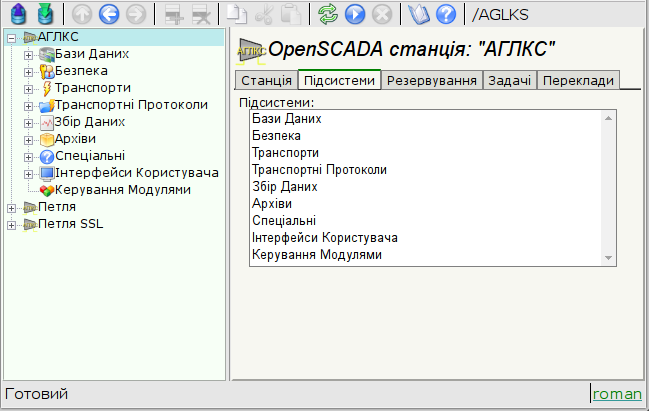 /AGLKS
АГЛКС
Бази Даних
Безпека
Транспорти
Транспортні Протоколи
Збір Даних
Архіви
Спеціальні
Інтерфейси Користувача
Керування Модулями
Петля
Петля SSL
АГЛКС OpenSCADA станція: "АГЛКС"
Станція Підсистеми Резервування Задачі Переклади
Підсистеми:
Бази Даних
Безпека
Транспорти
Транспортні Протоколи
Збір Даних
Архіви
Спеціальні
Інтерфейси Користувача
Керування Модулями
Готовий
roman